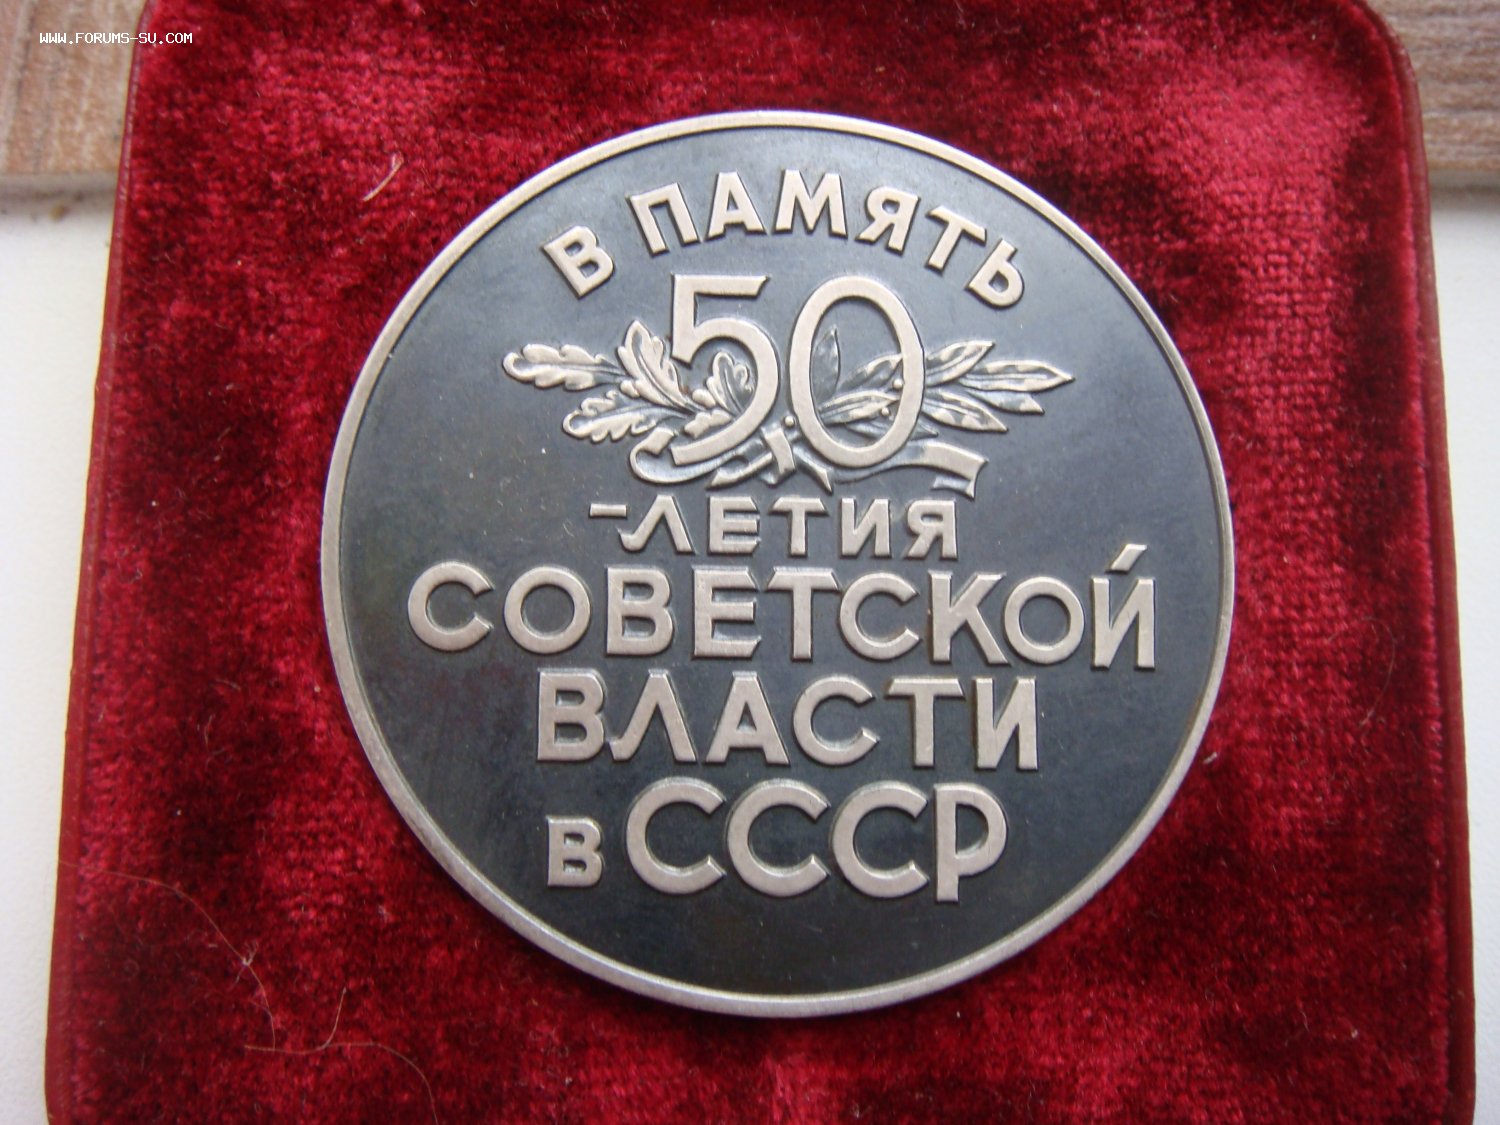 WWW.FORUMS-SU.COM
В ПАМЯТЬ
50
-ЛЕТИЯ
СОВЕТСКОЙ
ВЛАСТИ
в СССР